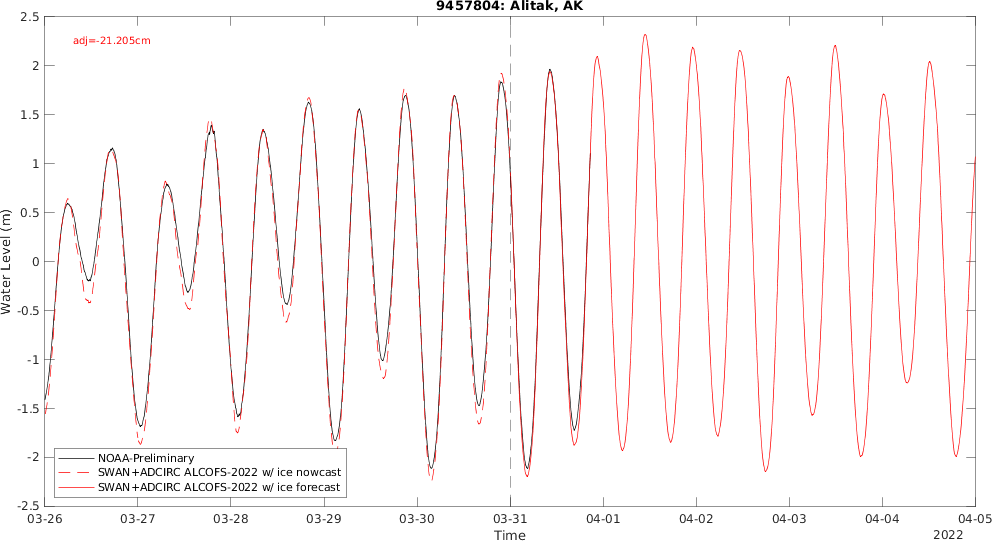 9457804: Alitak, AK
adj=-21.205cm
2.5
2
1.5
1
0.5
0
-0.5
-1
-1.5
-2
-2.5
Water Level (m)
NOAA-Preliminary
SWAN+ADCIRC ALCOFS-2022 w/ ice nowcast
SWAN+ADCIRC ALCOFS-2022 w/ ice forecast
03-26 03-27 03-28 03-29 03-30 03-31 04-01 04-02 04-03 04-04 04-05
Time
2022